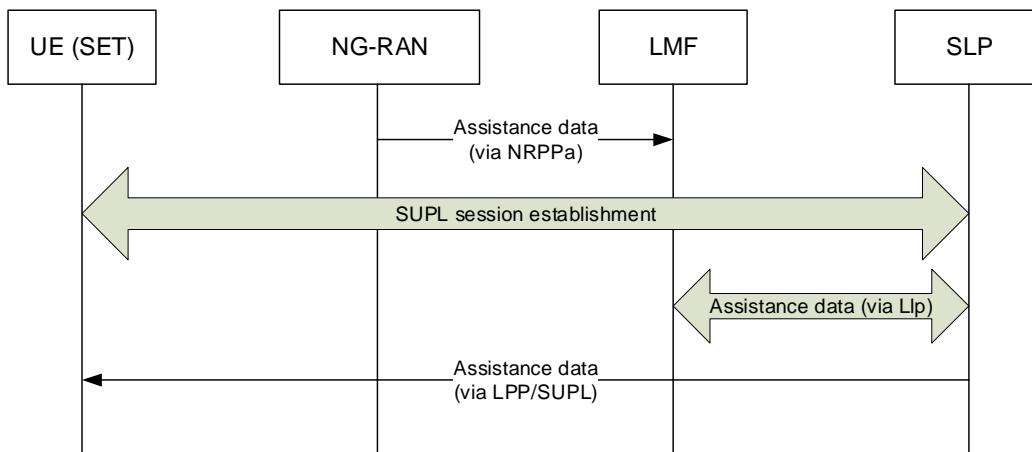 UE (SET)
NG-RAN
LMF
SLP
Assistance data
(via NRPPa)
SUPL session establishment
Assistance data (via Llp)
Assistance data
(via LPP/SUPL)